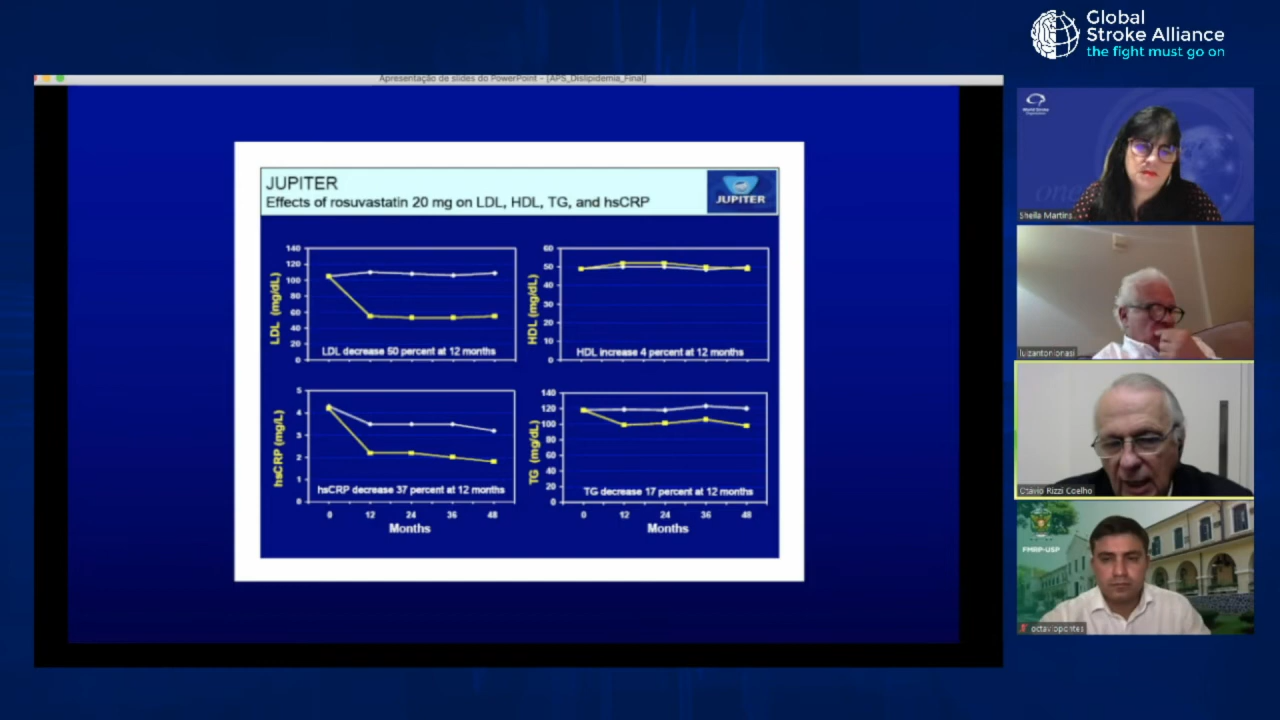 Global
Stroke Alliance
the fight must go on
Apresentação de slides do PowerPoint - [APS_Dislipidemia_Final]
JUPITER
Effects of rosuvastatin 20 mg on LDL, HDL, TG, and hsCRP
JUPITER
LDL (mg/dL)
140
120
100
80
60
40
20
0
LDL decrease 50 percent at 12 months
HDL (mg/dL)
60
50
40
30
20
10
0
HDL increase 4 percent at 12 months
hsCRP (mg/L)
5
4
3
2
1
0
hsCRP decrease 37 percent at 12 months
0 12 24 36 48
Months
TG (mg/dL)
140
120
100
80
60
40
20
0
TG decrease 17 percent at 12 months
0 12 24 36 48
Months
Sheila Martins
luizantonionasi
Otavio Rizzi Coelho
FMRP-USP
octaviopontes